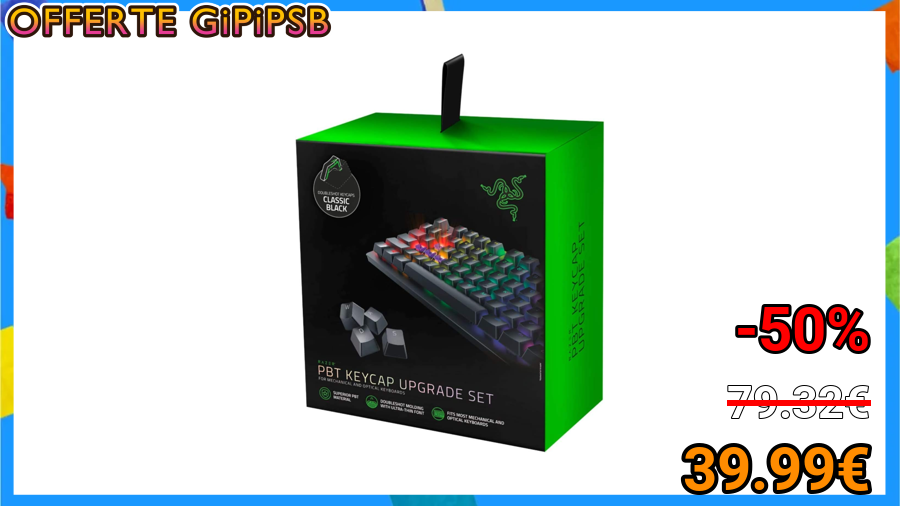 OFFERTE GiPiPSB
DOUBLESHOT KEYCAPS
CLASSIC
BLACK
PBT KEYCAP
UPGRADE SET
RAZER
PBT KEYCAP UPGRADE SET
FOR MECHANICAL AND OPTICAL KEYBOARDS
SUPERIOR PBT
MATERIAL
DOUBLESHOT MOLDING
WITH ULTRA-THIN FONT
FITS MOST MECHANICAL AND
OPTICAL KEYBOARDS
-50%
79.32€
39.99€